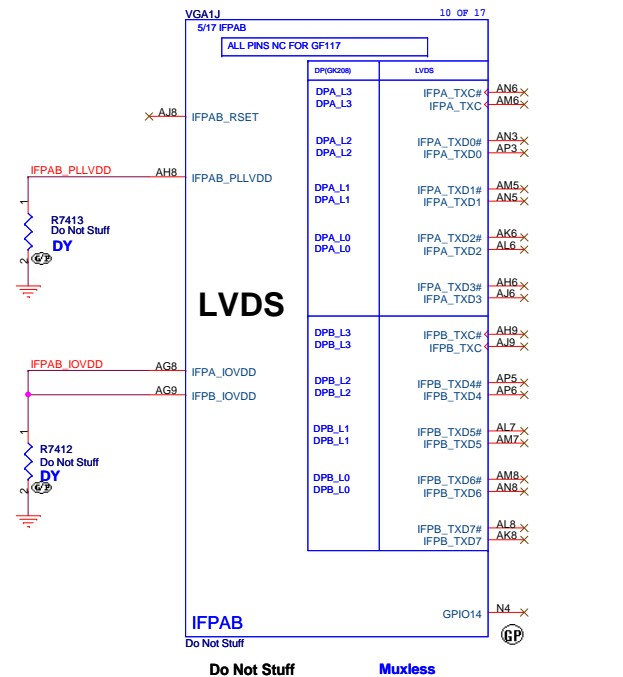 VGA1J 10 OF 17
5/17 IFPAB
ALL PINS NC FOR GF117
DP(GK208) LVDS
DPA_L3 IFPA_TXC# AN6
DPA_L3 IFPA_TXC AM6
AJ8 IFPAB_RSET
DPA_L2 IFPA_TXD0# AN3
DPA_L2 IFPA_TXD0 AP3
IFPAB_PLLVDD AH8 IFPAB_PLLVDD
DPA_L1 IFPA_TXD1# AM5
DPA_L1 IFPA_TXD1 AN5
1
R7413
Do Not Stuff
DY
2 G/P
DPA_L0 IFPA_TXD2# AK6
DPA_L0 IFPA_TXD2 AL6
IFPA_TXD3# AH6
IFPA_TXD3 AJ6
LVDS
DPB_L3 IFPB_TXC# AH9
DPB_L3 IFPB_TXC AJ9
IFPAB_IOVDD AG8 IFPA_IOVDD
AG9 IFPB_IOVDD
DPB_L2 IFPB_TXD4# AP5
DPB_L2 IFPB_TXD4 AP6
DPB_L1 IFPB_TXD5# AL7
DPB_L1 IFPB_TXD5 AM7
1
R7412
Do Not Stuff
DY
2 G/P
DPB_L0 IFPB_TXD6# AM8
DPB_L0 IFPB_TXD6 AN8
IFPB_TXD7# AL8
IFPB_TXD7 AK8
GPIO14 N4
IFPAB
GP
Do Not Stuff
Do Not Stuff Muxless